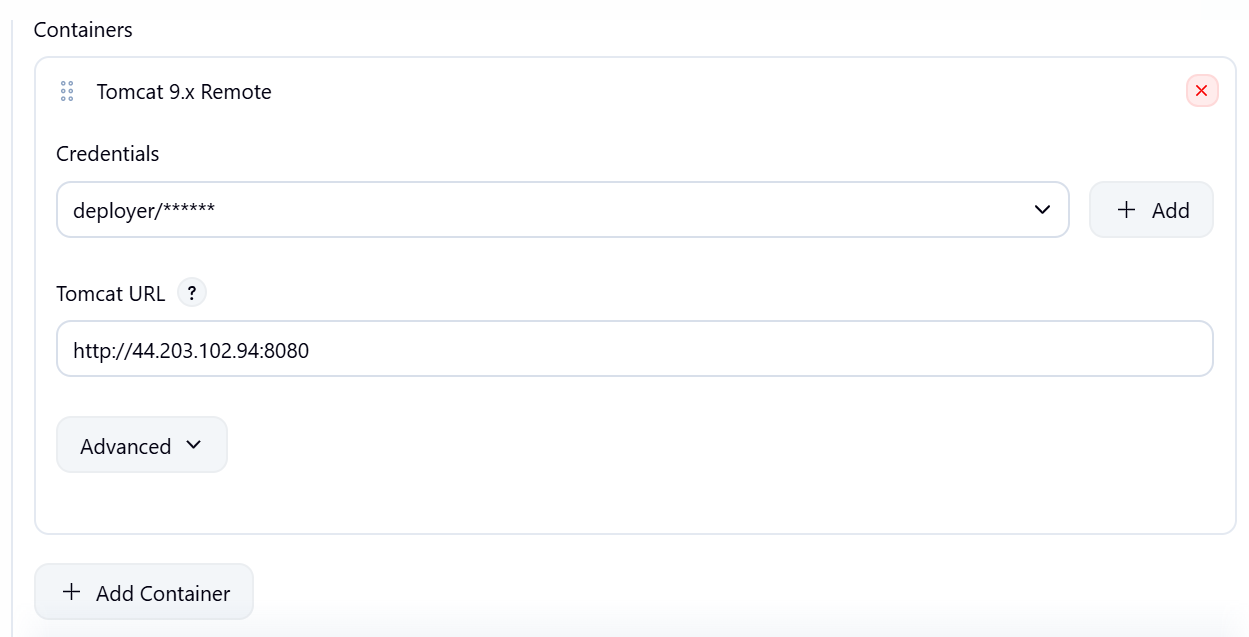 Containers
Tomcat 9.x Remote
Credentials
deployer/******
Add
Tomcat URL ?
http://44.203.102.94:8080
Advanced
Add Container